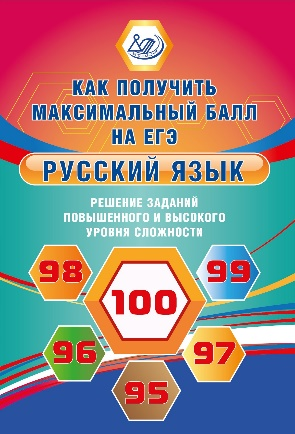 КАК ПОЛУЧИТЬ
МАКСИМАЛЬНЫЙ БАЛЛ
НА ЕГЭ
РУССКИЙ ЯЗЫК
РЕШЕНИЕ ЗАДАНИЙ
ПОВЫШЕННОГО И ВЫСОКОГО
УРОВНЯ СЛОЖНОСТИ
98
99
100
96
97
95